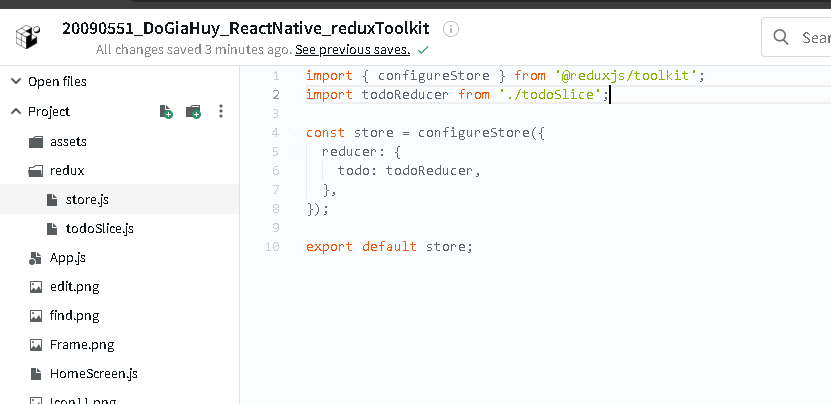 20090551_DoGiaHuy_ReactNative_reduxToolkit
All changes saved 3 minutes ago. See previous saves.
Sear
Open files
Project
assets
redux
store.js
todoSlice.js
App.js
edit.png
find.png
Frame.png
HomeScreen.js
Icon11.png
1 import { configureStore } from '@reduxjs/toolkit';
2 import todoReducer from './todoSlice';
3
4 const store = configureStore({
5 reducer: {
6 todo: todoReducer,
7 },
8 });
9
10 export default store;